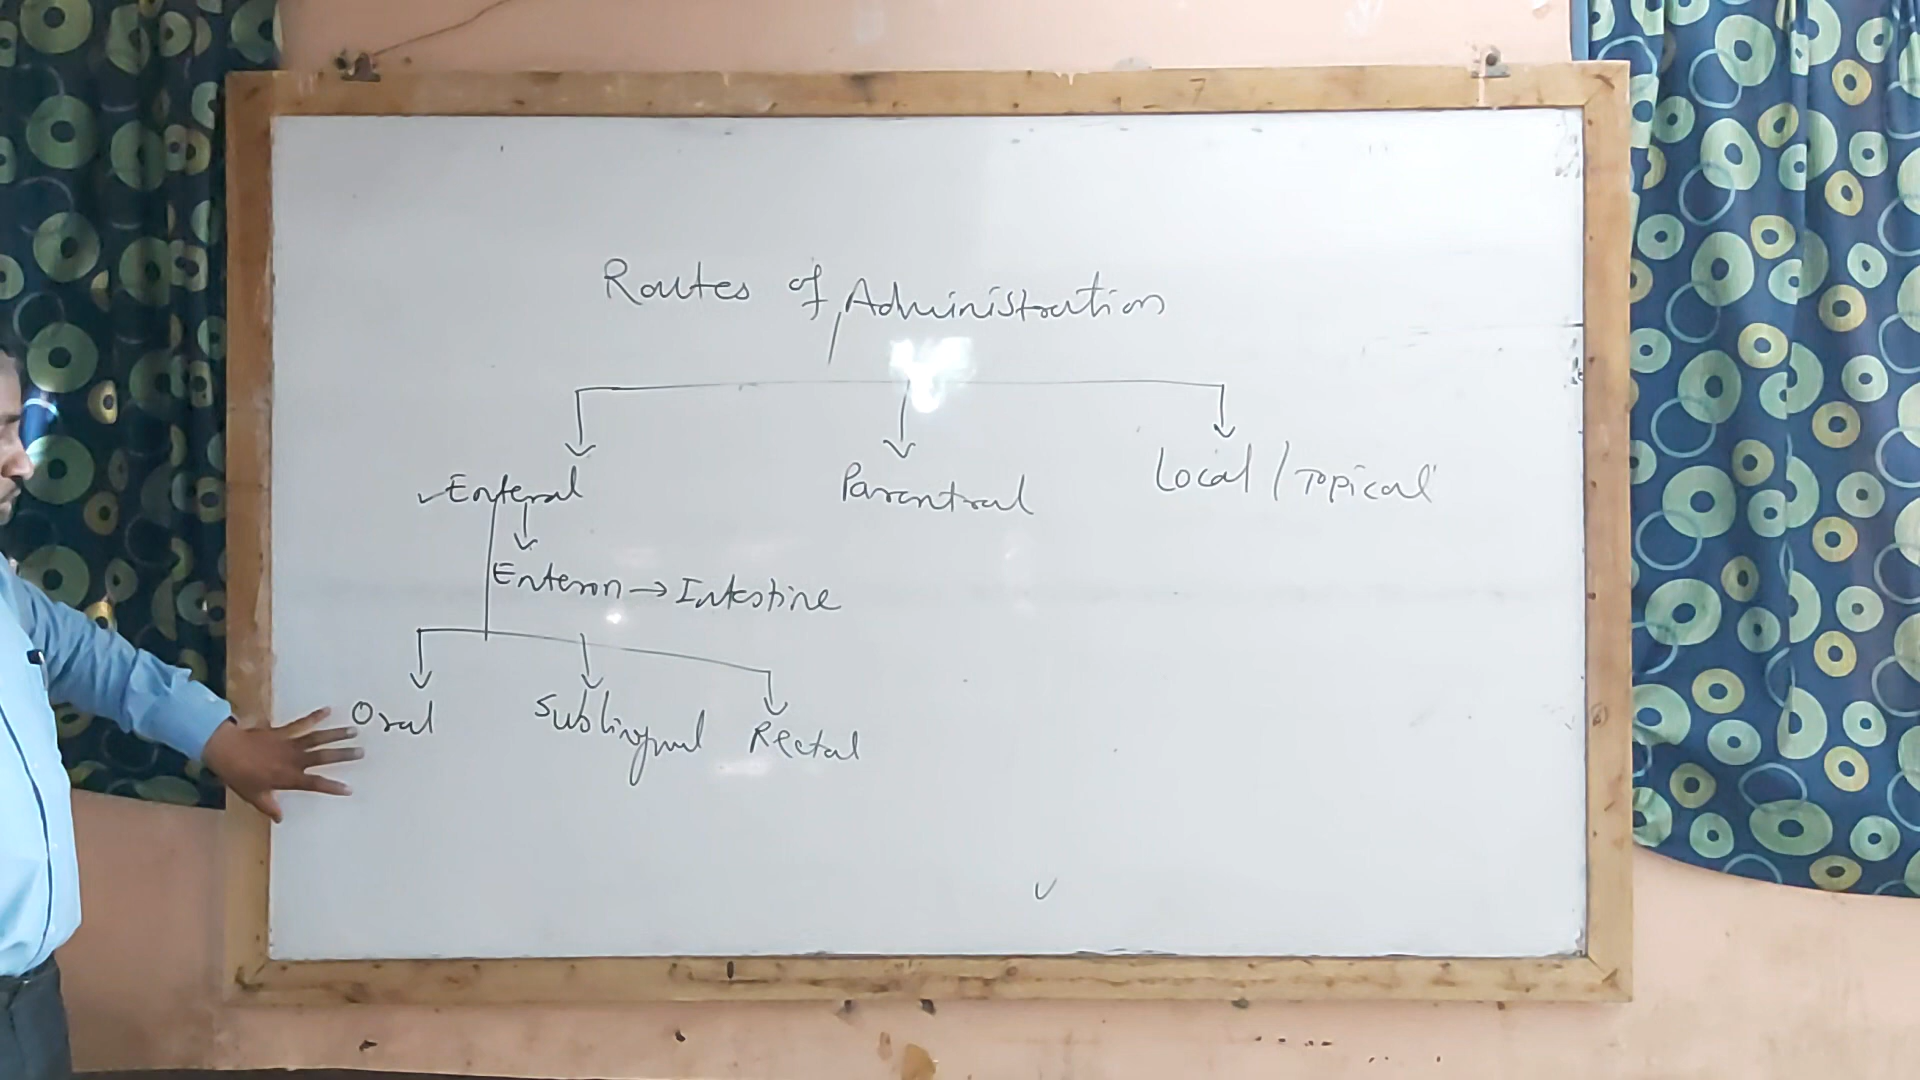 Routes of Administration
Enteral Parentral Local / Topical
Enteron → Intestine
Oral Sublingual Rectal